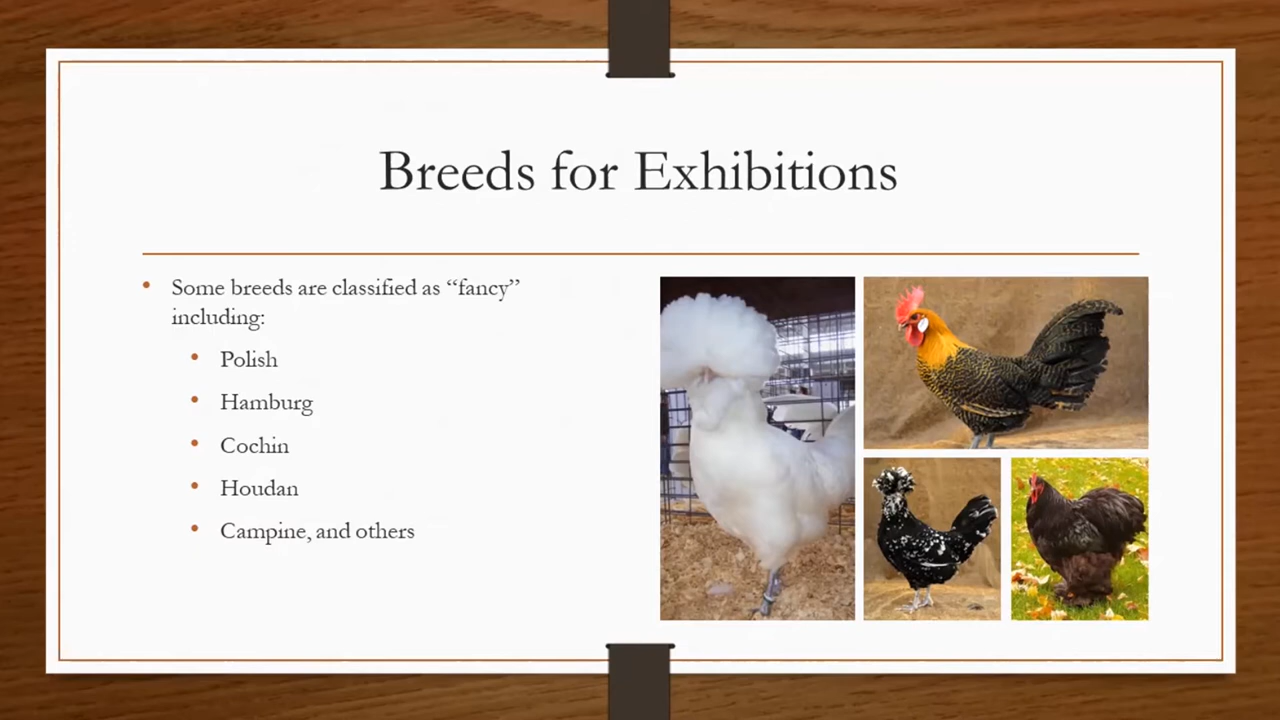 Breeds for Exhibitions
• Some breeds are classified as “fancy”
including:
• Polish
• Hamburg
• Cochin
• Houdan
• Campine, and others